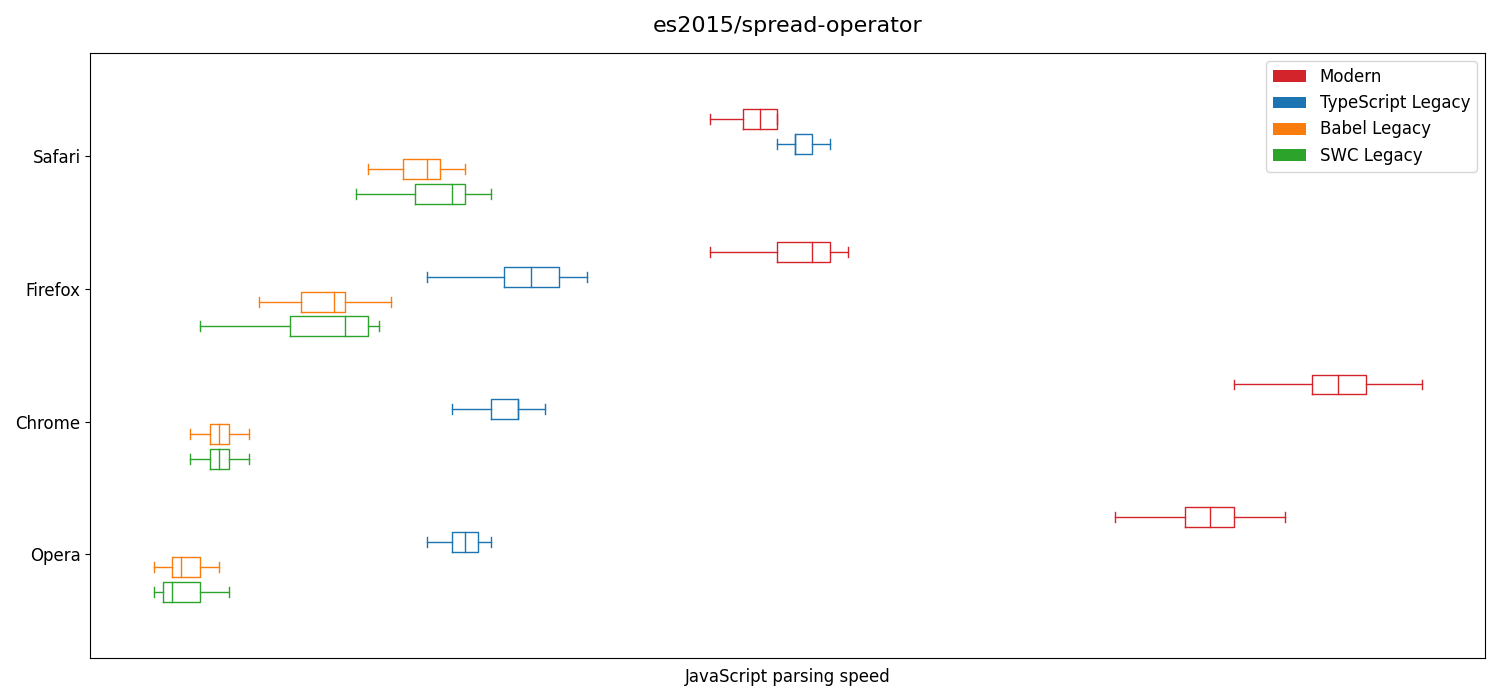 es2015/spread-operator
Modern
TypeScript Legacy
Babel Legacy
SWC Legacy
Safari
Firefox
Chrome
Opera
JavaScript parsing speed